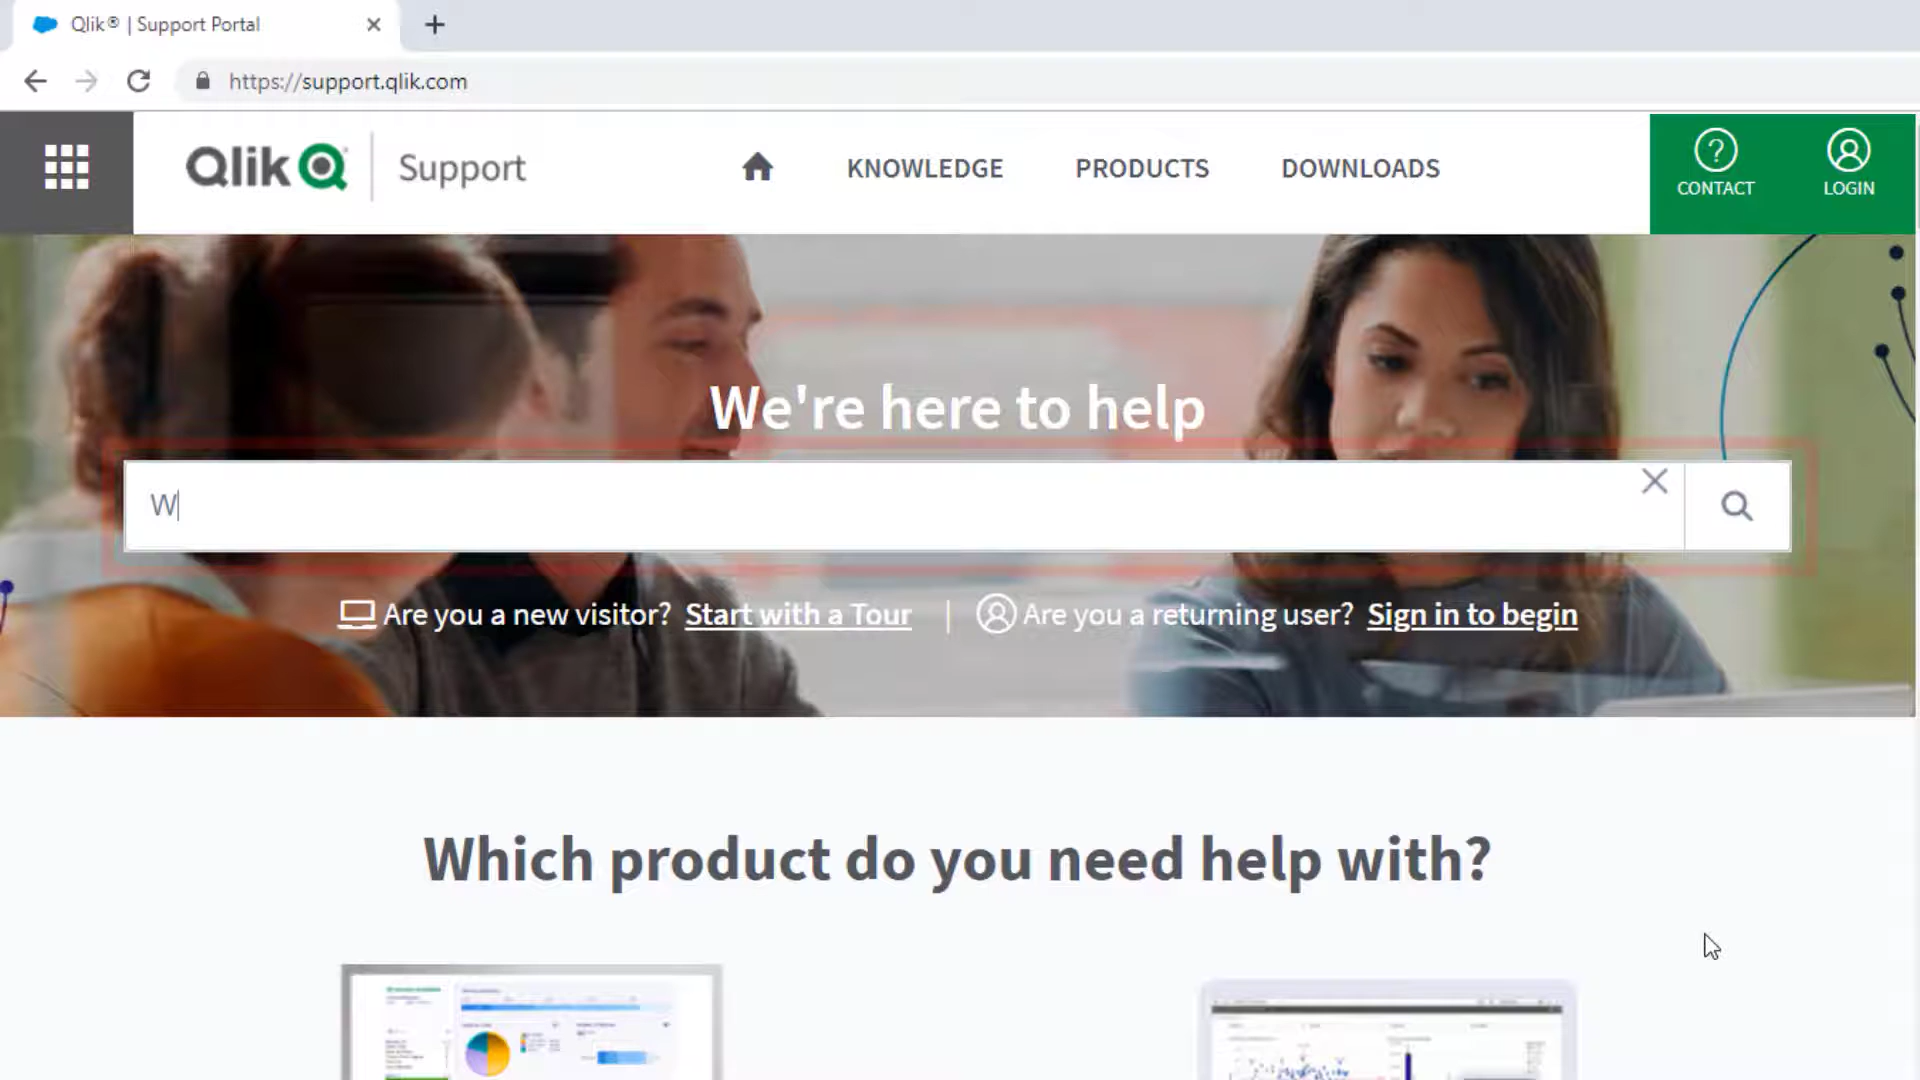 Qlik® | Support Portal
https://support.qlik.com
Qlik
Support
KNOWLEDGE
PRODUCTS
DOWNLOADS
CONTACT
LOGIN
We're here to help
W
Are you a new visitor? Start with a Tour | Are you a returning user? Sign in to begin
Which product do you need help with?